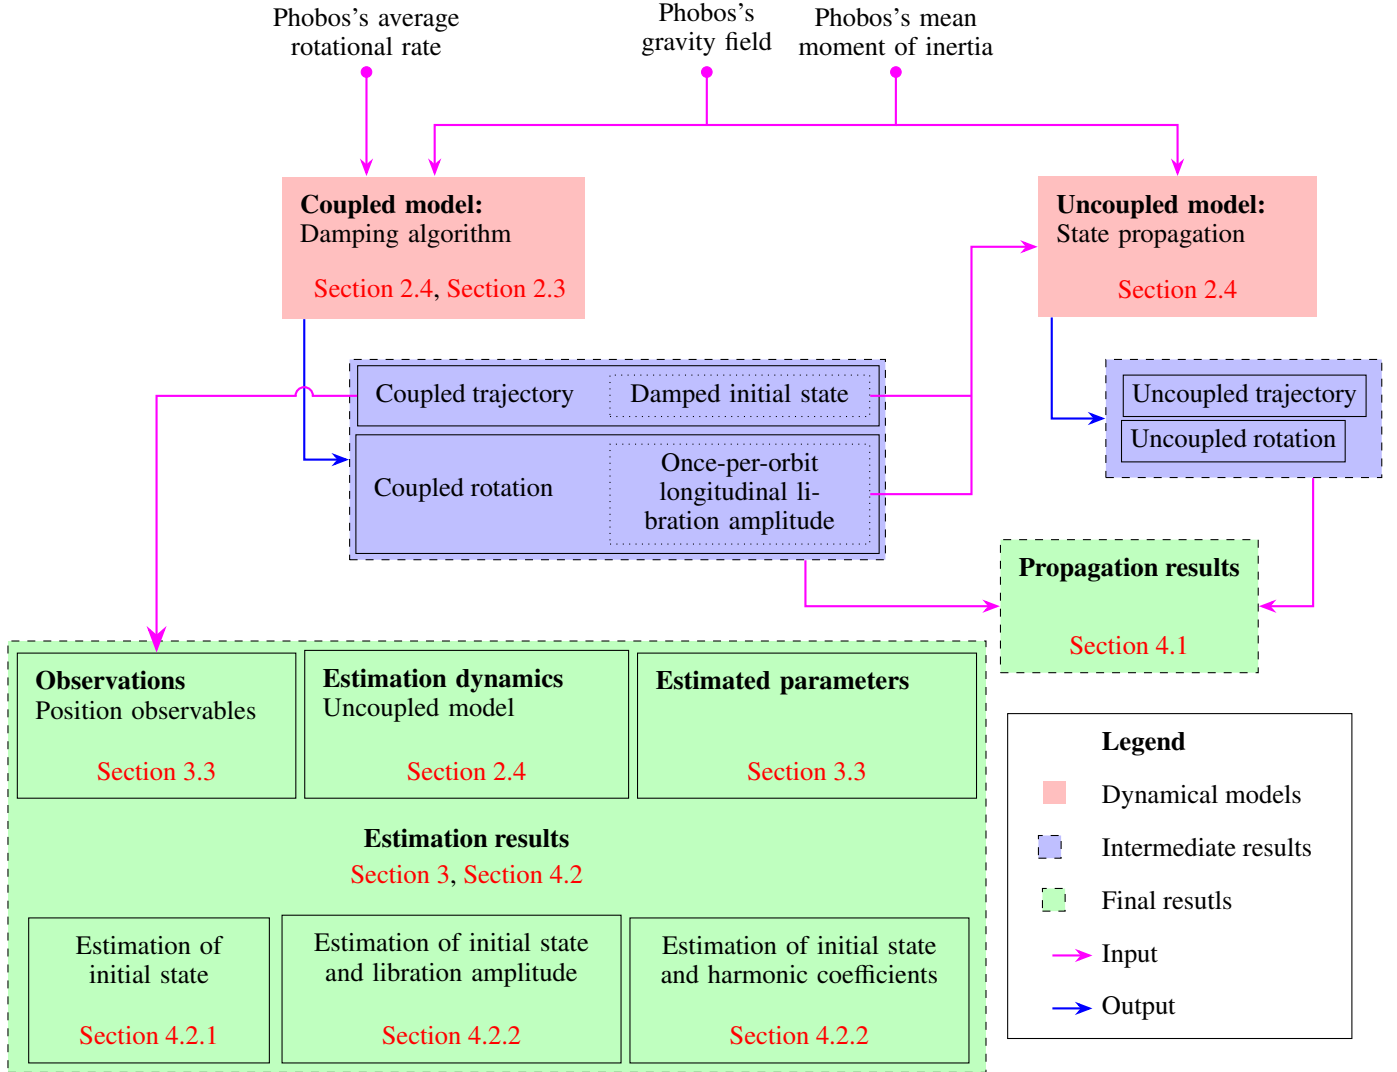 Phobos's average
rotational rate
Phobos's
gravity field
Phobos's mean
moment of inertia
Coupled model:
Damping algorithm
Section 2.4, Section 2.3
Uncoupled model:
State propagation
Section 2.4
Coupled trajectory
Damped initial state
Coupled rotation
Once-per-orbit
longitudinal li-
bration amplitude
Uncoupled trajectory
Uncoupled rotation
Propagation results
Section 4.1
Observations
Position observables
Section 3.3
Estimation dynamics
Uncoupled model
Section 2.4
Estimated parameters
Section 3.3
Estimation results
Section 3, Section 4.2
Estimation of
initial state
Section 4.2.1
Estimation of initial state
and libration amplitude
Section 4.2.2
Estimation of initial state
and harmonic coefficients
Section 4.2.2
Legend
Dynamical models
Intermediate results
Final resutls
Input
Output